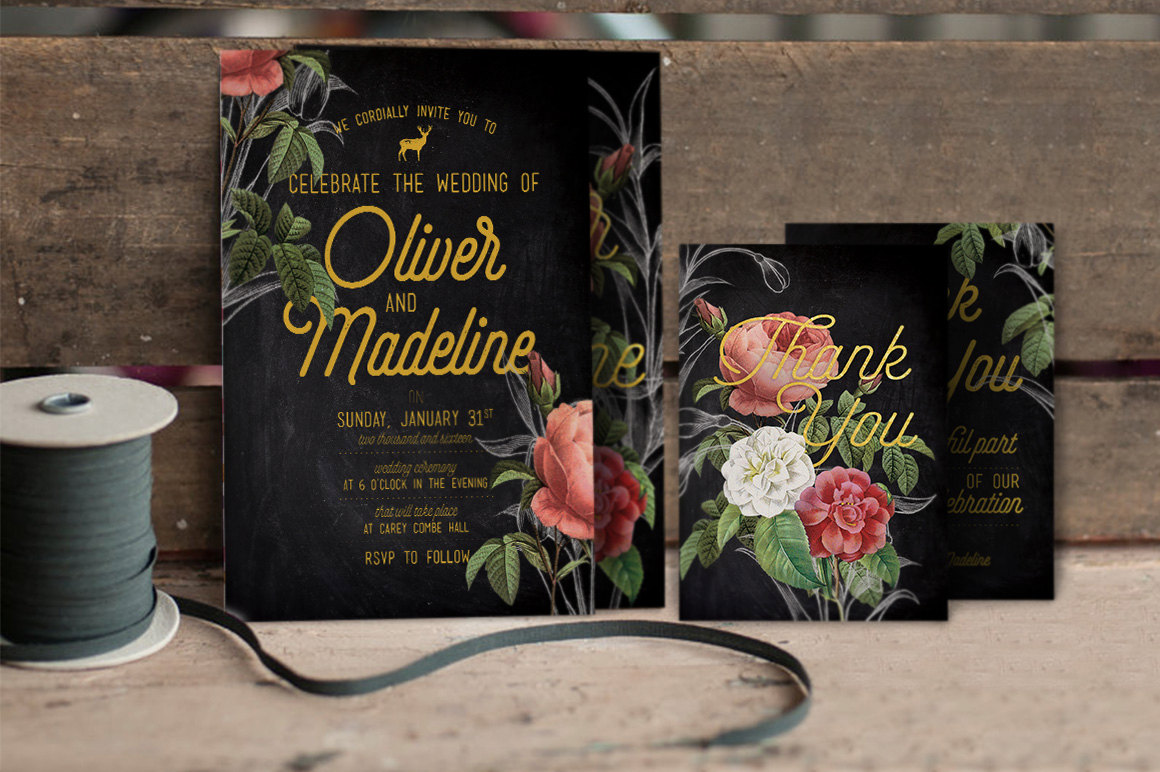 WE CORDIALLY INVITE YOU TO
CELEBRATE THE WEDDING OF
Oliver
AND
Madeline
ON
SUNDAY, JANUARY 31ST
two thousand and sixteen
wedding ceremony
AT 6 O'CLOCK IN THE EVENING
that will take place
AT CAREY COMBE HALL
RSVP TO FOLLOW
Thank
You
You
part
OF OUR
Madeline